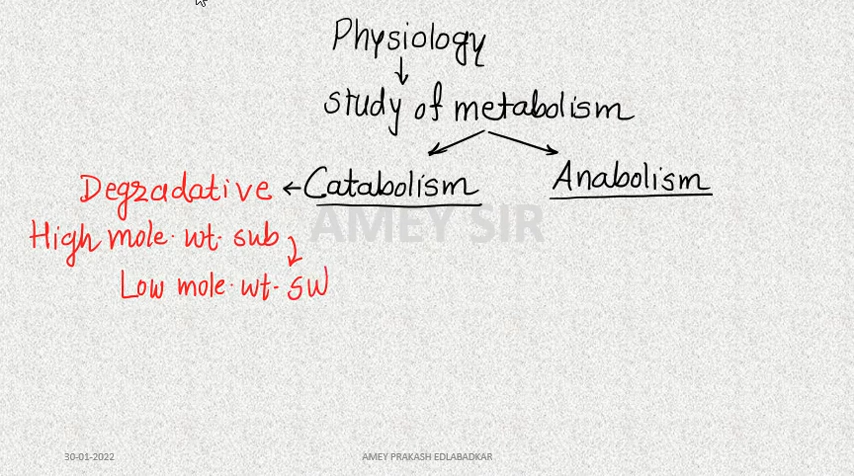 Physiology
study of metabolism
Degradative ← Catabolism
Anabolism
High mole. wt. sub
Low mole. wt. SW
AMEY SIR
30-01-2022
AMEY PRAKASH EDLABADKAR